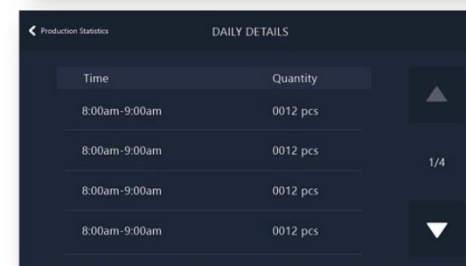 Production Statistics DAILY DETAILS
Time Quantity
8:00am-9:00am 0012 pcs
8:00am-9:00am 0012 pcs
1/4
8:00am-9:00am 0012 pcs
8:00am-9:00am 0012 pcs